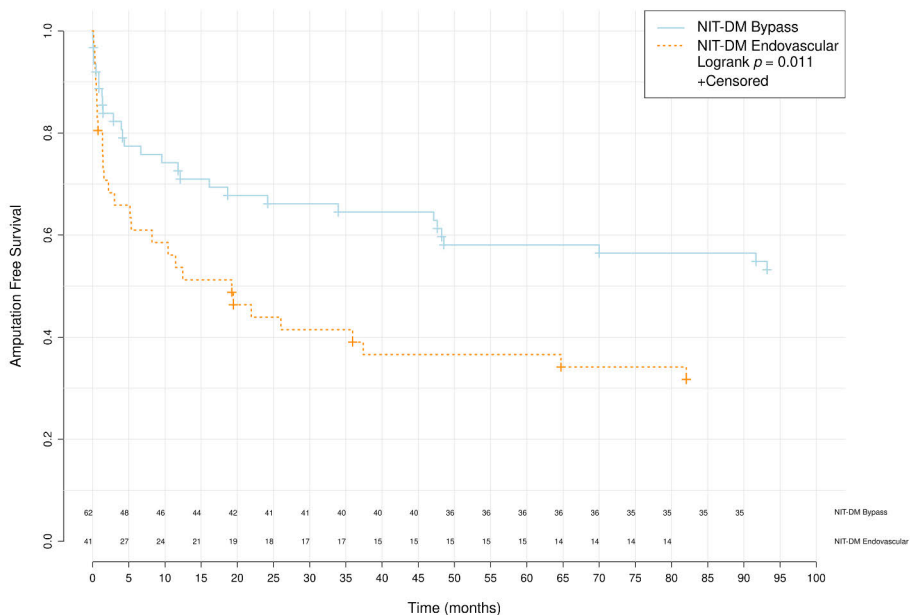 NIT-DM Bypass
NIT-DM Endovascular
Logrank p = 0.011
+Censored
Amputation Free Survival
1.0
0.8
0.6
0.4
0.2
0.0
62 48 46 44 42 41 41 40 40 40 36 36 36 36 36 35 35 35 35 NIT-DM Bypass
41 27 24 21 19 18 17 17 15 15 15 15 15 14 14 14 14 NIT-DM Endovascular
0 5 10 15 20 25 30 35 40 45 50 55 60 65 70 75 80 85 90 95 100
Time (months)